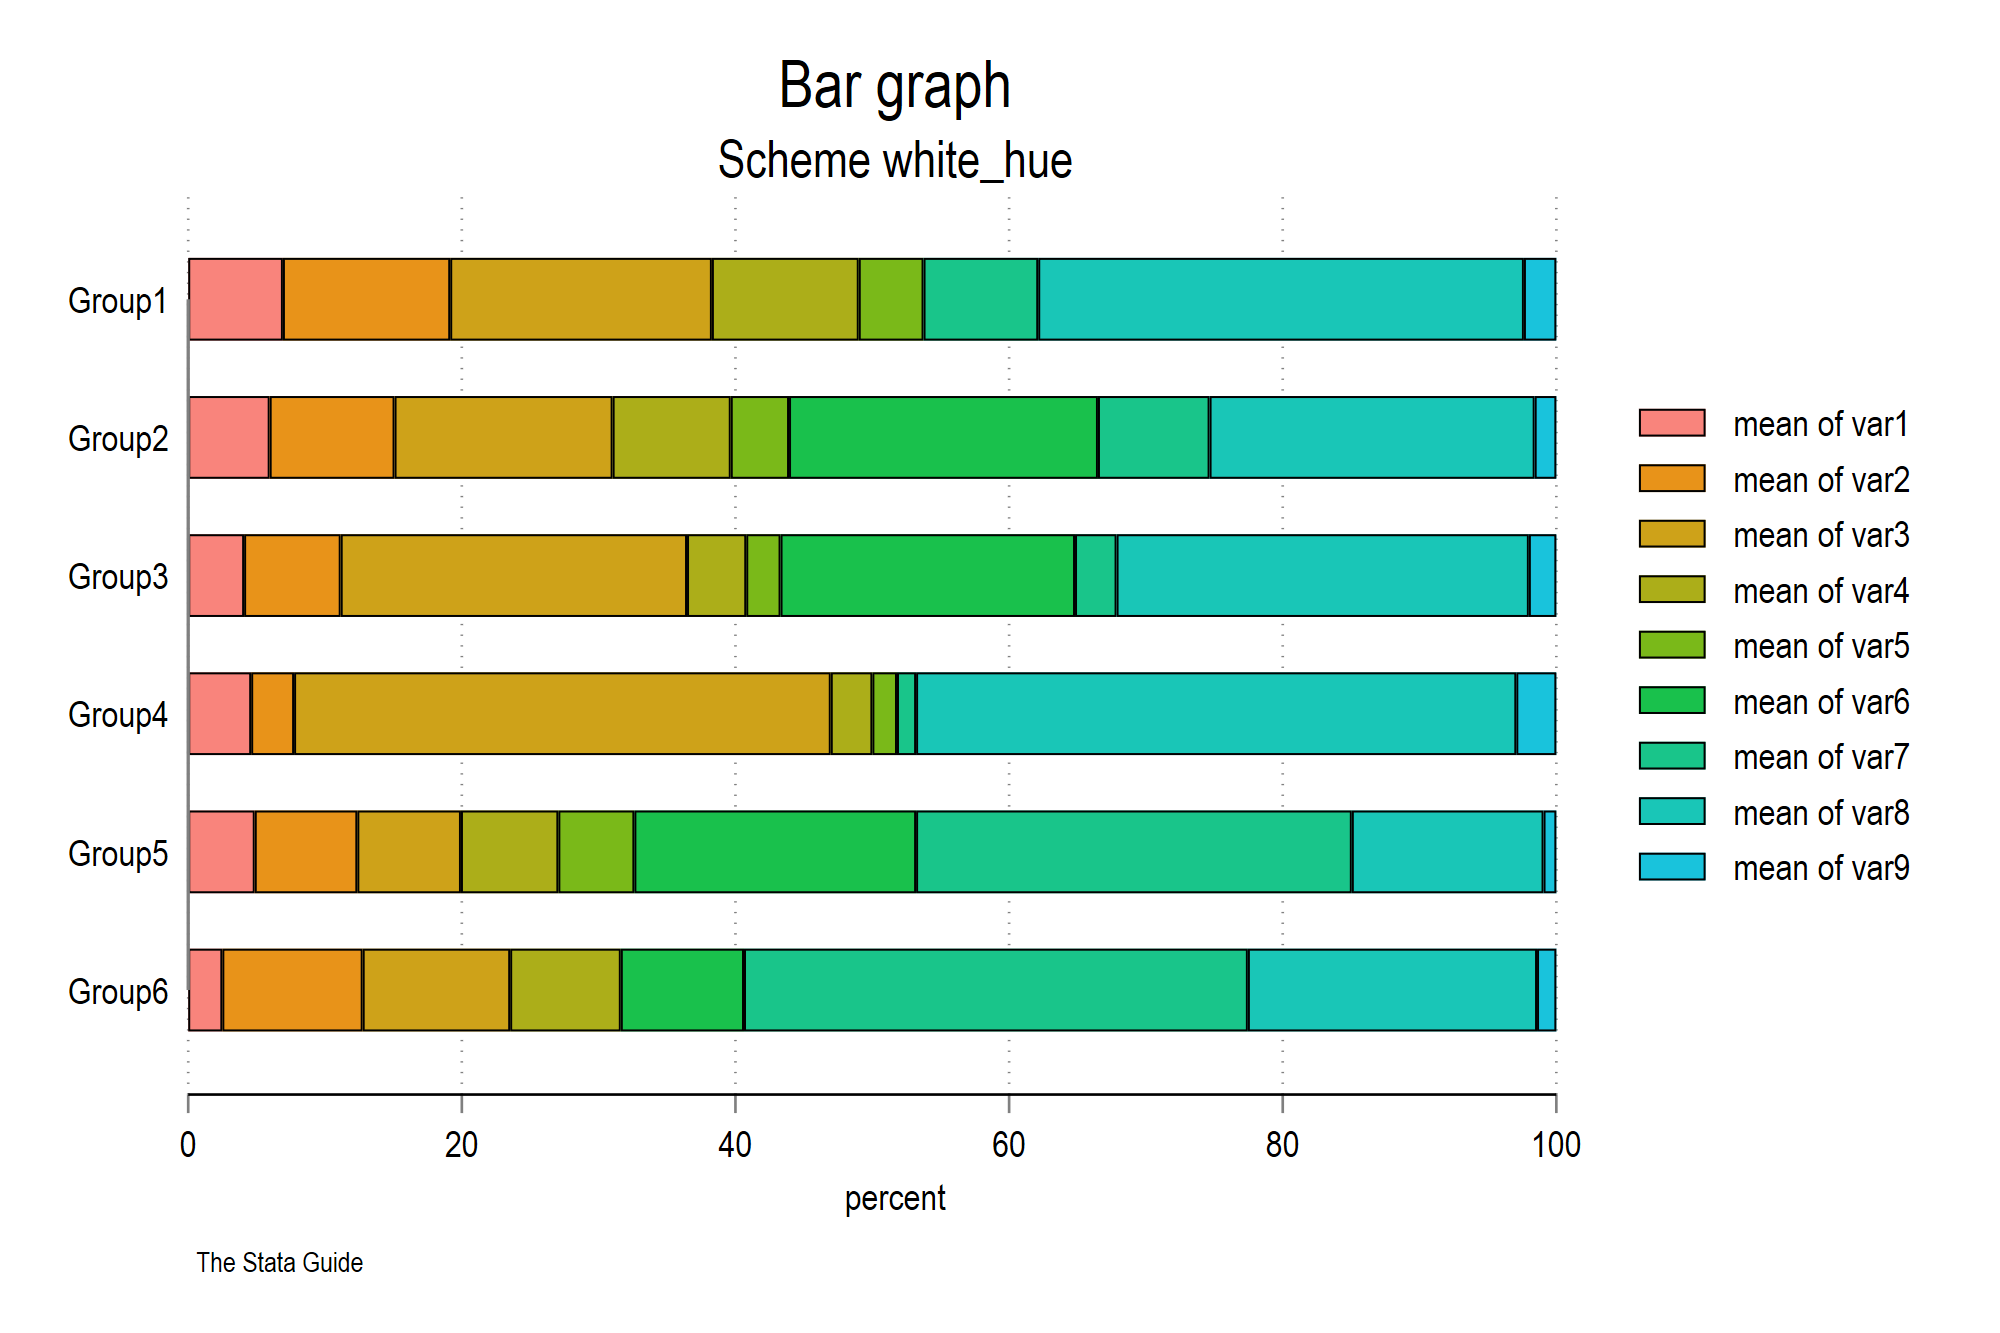 Bar graph
Scheme white_hue
Group1
Group2
Group3
Group4
Group5
Group6
mean of var1
mean of var2
mean of var3
mean of var4
mean of var5
mean of var6
mean of var7
mean of var8
mean of var9
0 20 40 60 80 100
percent
The Stata Guide